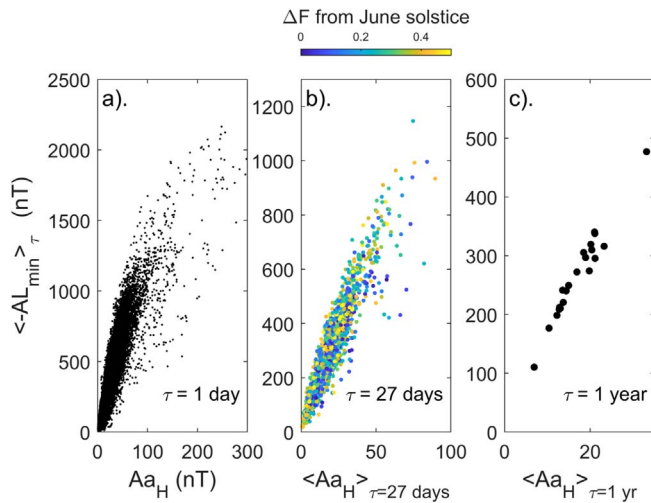 ΔF from June solstice
0 0.2 0.4
a).
b).
c).
2500
2000
1500
1000
500
0
1200
1000
800
600
400
200
0
600
500
400
300
200
100
0
<-AL_min>_τ (nT)
τ = 1 day
τ = 27 days
τ = 1 year
0 100 200 300
0 50 100
0 20
Aa_H (nT)
<Aa_H>_τ=27 days
<Aa_H>_τ=1 yr